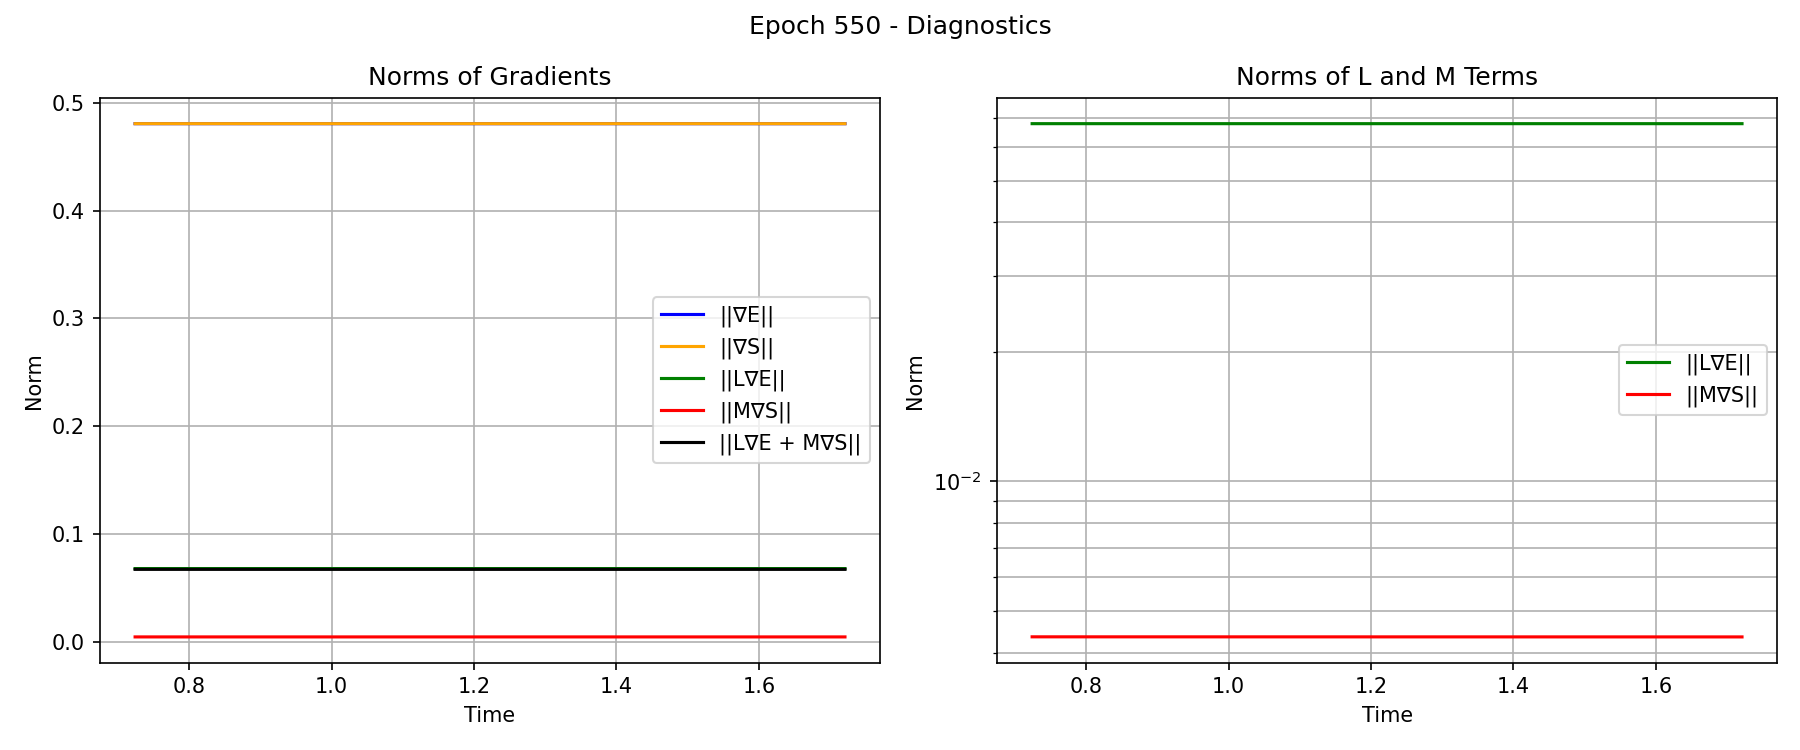 Epoch 550 - Diagnostics
Norms of Gradients
Norm
0.5
0.4
0.3
0.2
0.1
0.0
||∇E||
||∇S||
||L∇E||
||M∇S||
||L∇E + M∇S||
0.8
1.0
1.2
1.4
1.6
Time
Norms of L and M Terms
Norm
10⁻²
||L∇E||
||M∇S||
0.8
1.0
1.2
1.4
1.6
Time